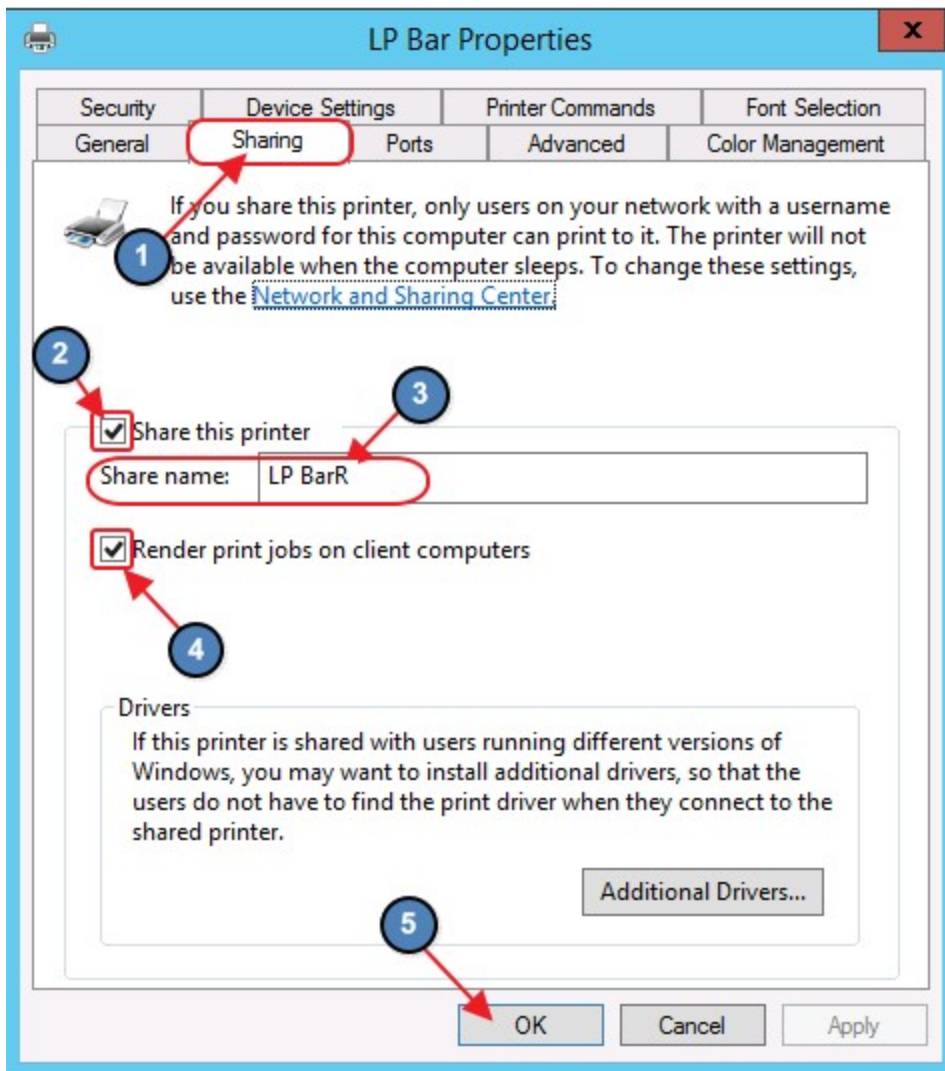 LP Bar Properties
x
Security Device Settings Printer Commands Font Selection
General Sharing Ports Advanced Color Management
If you share this printer, only users on your network with a username
and password for this computer can print to it. The printer will not
be available when the computer sleeps. To change these settings,
use the Network and Sharing Center.
1
2
3
Share this printer
Share name: LP BarR
Render print jobs on client computers
4
Drivers
If this printer is shared with users running different versions of
Windows, you may want to install additional drivers, so that the
users do not have to find the print driver when they connect to the
shared printer.
Additional Drivers...
5
OK Cancel Apply